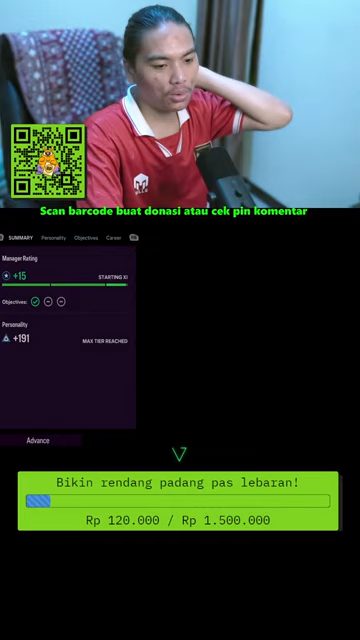 Scan barcode buat donasi atau cek pin komentar
SUMMARY Personality Objectives Career
Manager Rating
+15 STARTING XI
Objectives:
Personality
+191 MAX TIER REACHED
Advance
Bikin rendang padang pas lebaran!
Rp 120.000 / Rp 1.500.000